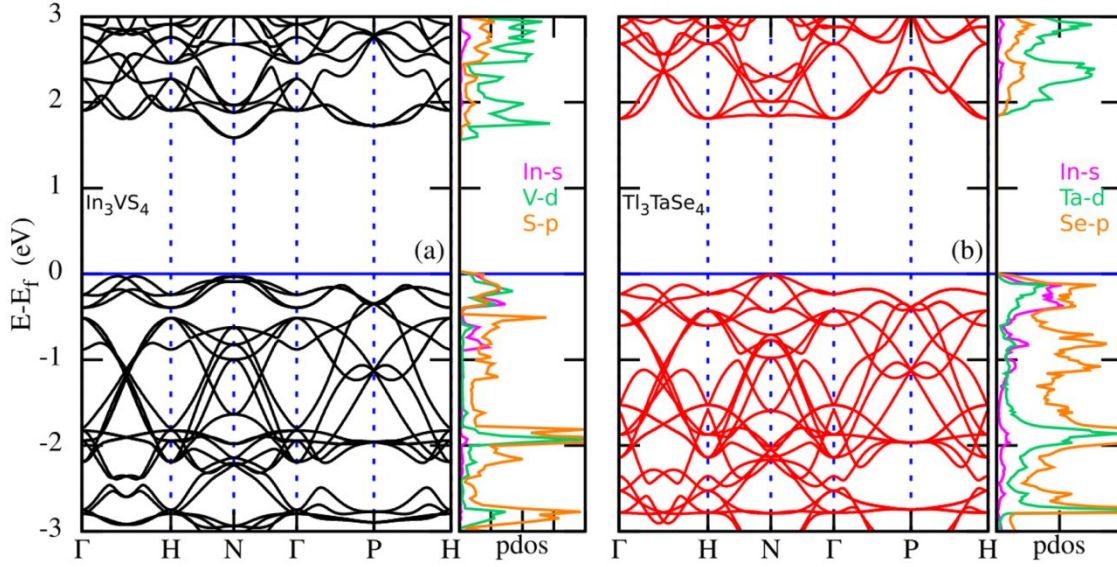 3
2
1
0
-1
-2
-3
E-E_f (eV)
In₃VS₄
(a)
Γ H N Γ P H
In-s
V-d
S-p
pdos
Tl₃TaSe₄
(b)
Γ H N Γ P H
In-s
Ta-d
Se-p
pdos